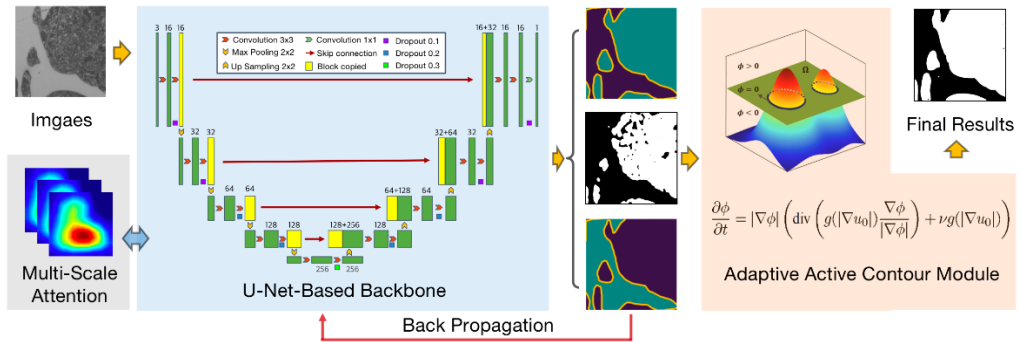 Imgaes
Multi-Scale
Attention
Convolution 3x3
Convolution 1x1
Dropout 0.1
Max Pooling 2x2
Skip connection
Dropout 0.2
Up Sampling 2x2
Block copied
Dropout 0.3
3 16 16
16+32 16 16 1
32 32
32+64 32
64 64
64+128 64
128 128
128+256 128
256 256
U-Net-Based Backbone
Back Propagation
ϕ > 0
Ω
ϕ = 0
ϕ < 0
∂ϕ/∂t = |∇ϕ| (div (g(|∇u₀|) ∇ϕ/|∇ϕ|) + νg(|∇u₀|))
Adaptive Active Contour Module
Final Results